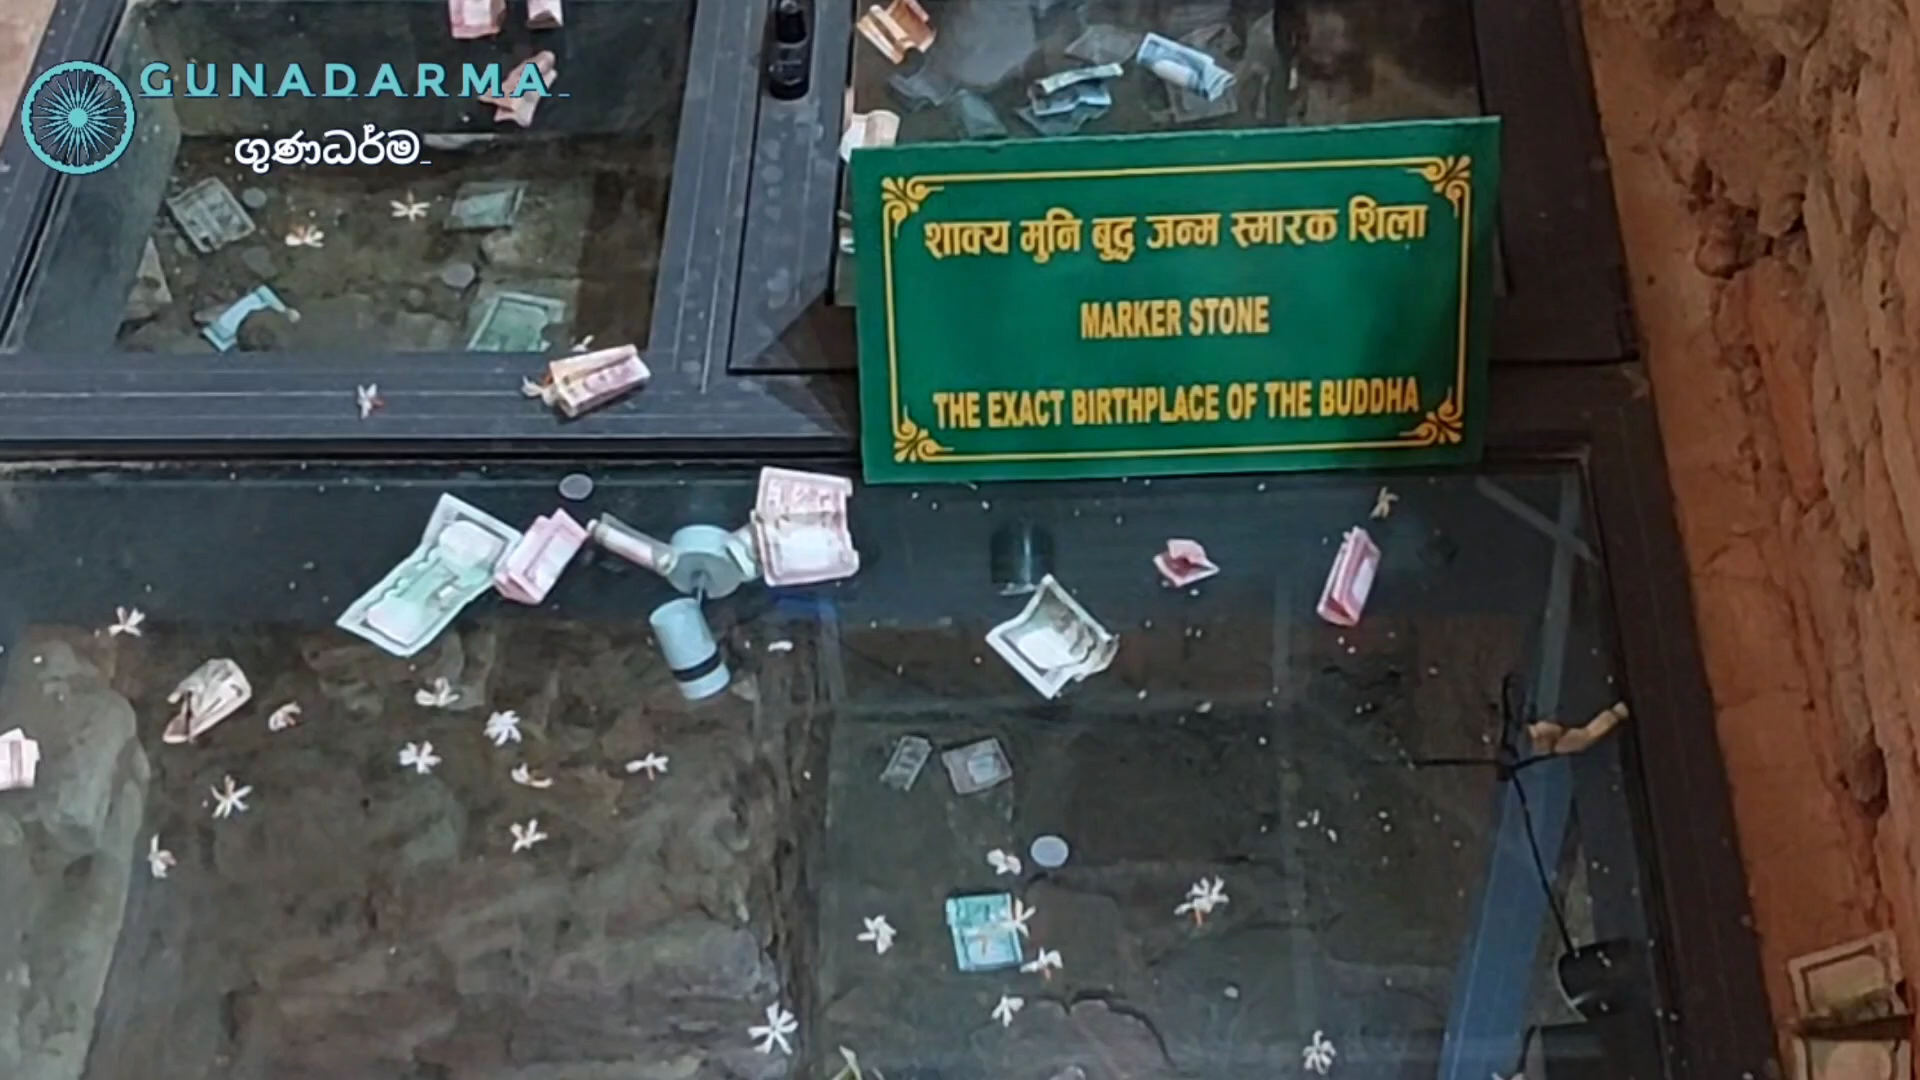 GUNADARMA
ගුණධර්ම
शाक्य मुनि बुद्ध जन्म स्मारक शिला
MARKER STONE
THE EXACT BIRTHPLACE OF THE BUDDHA